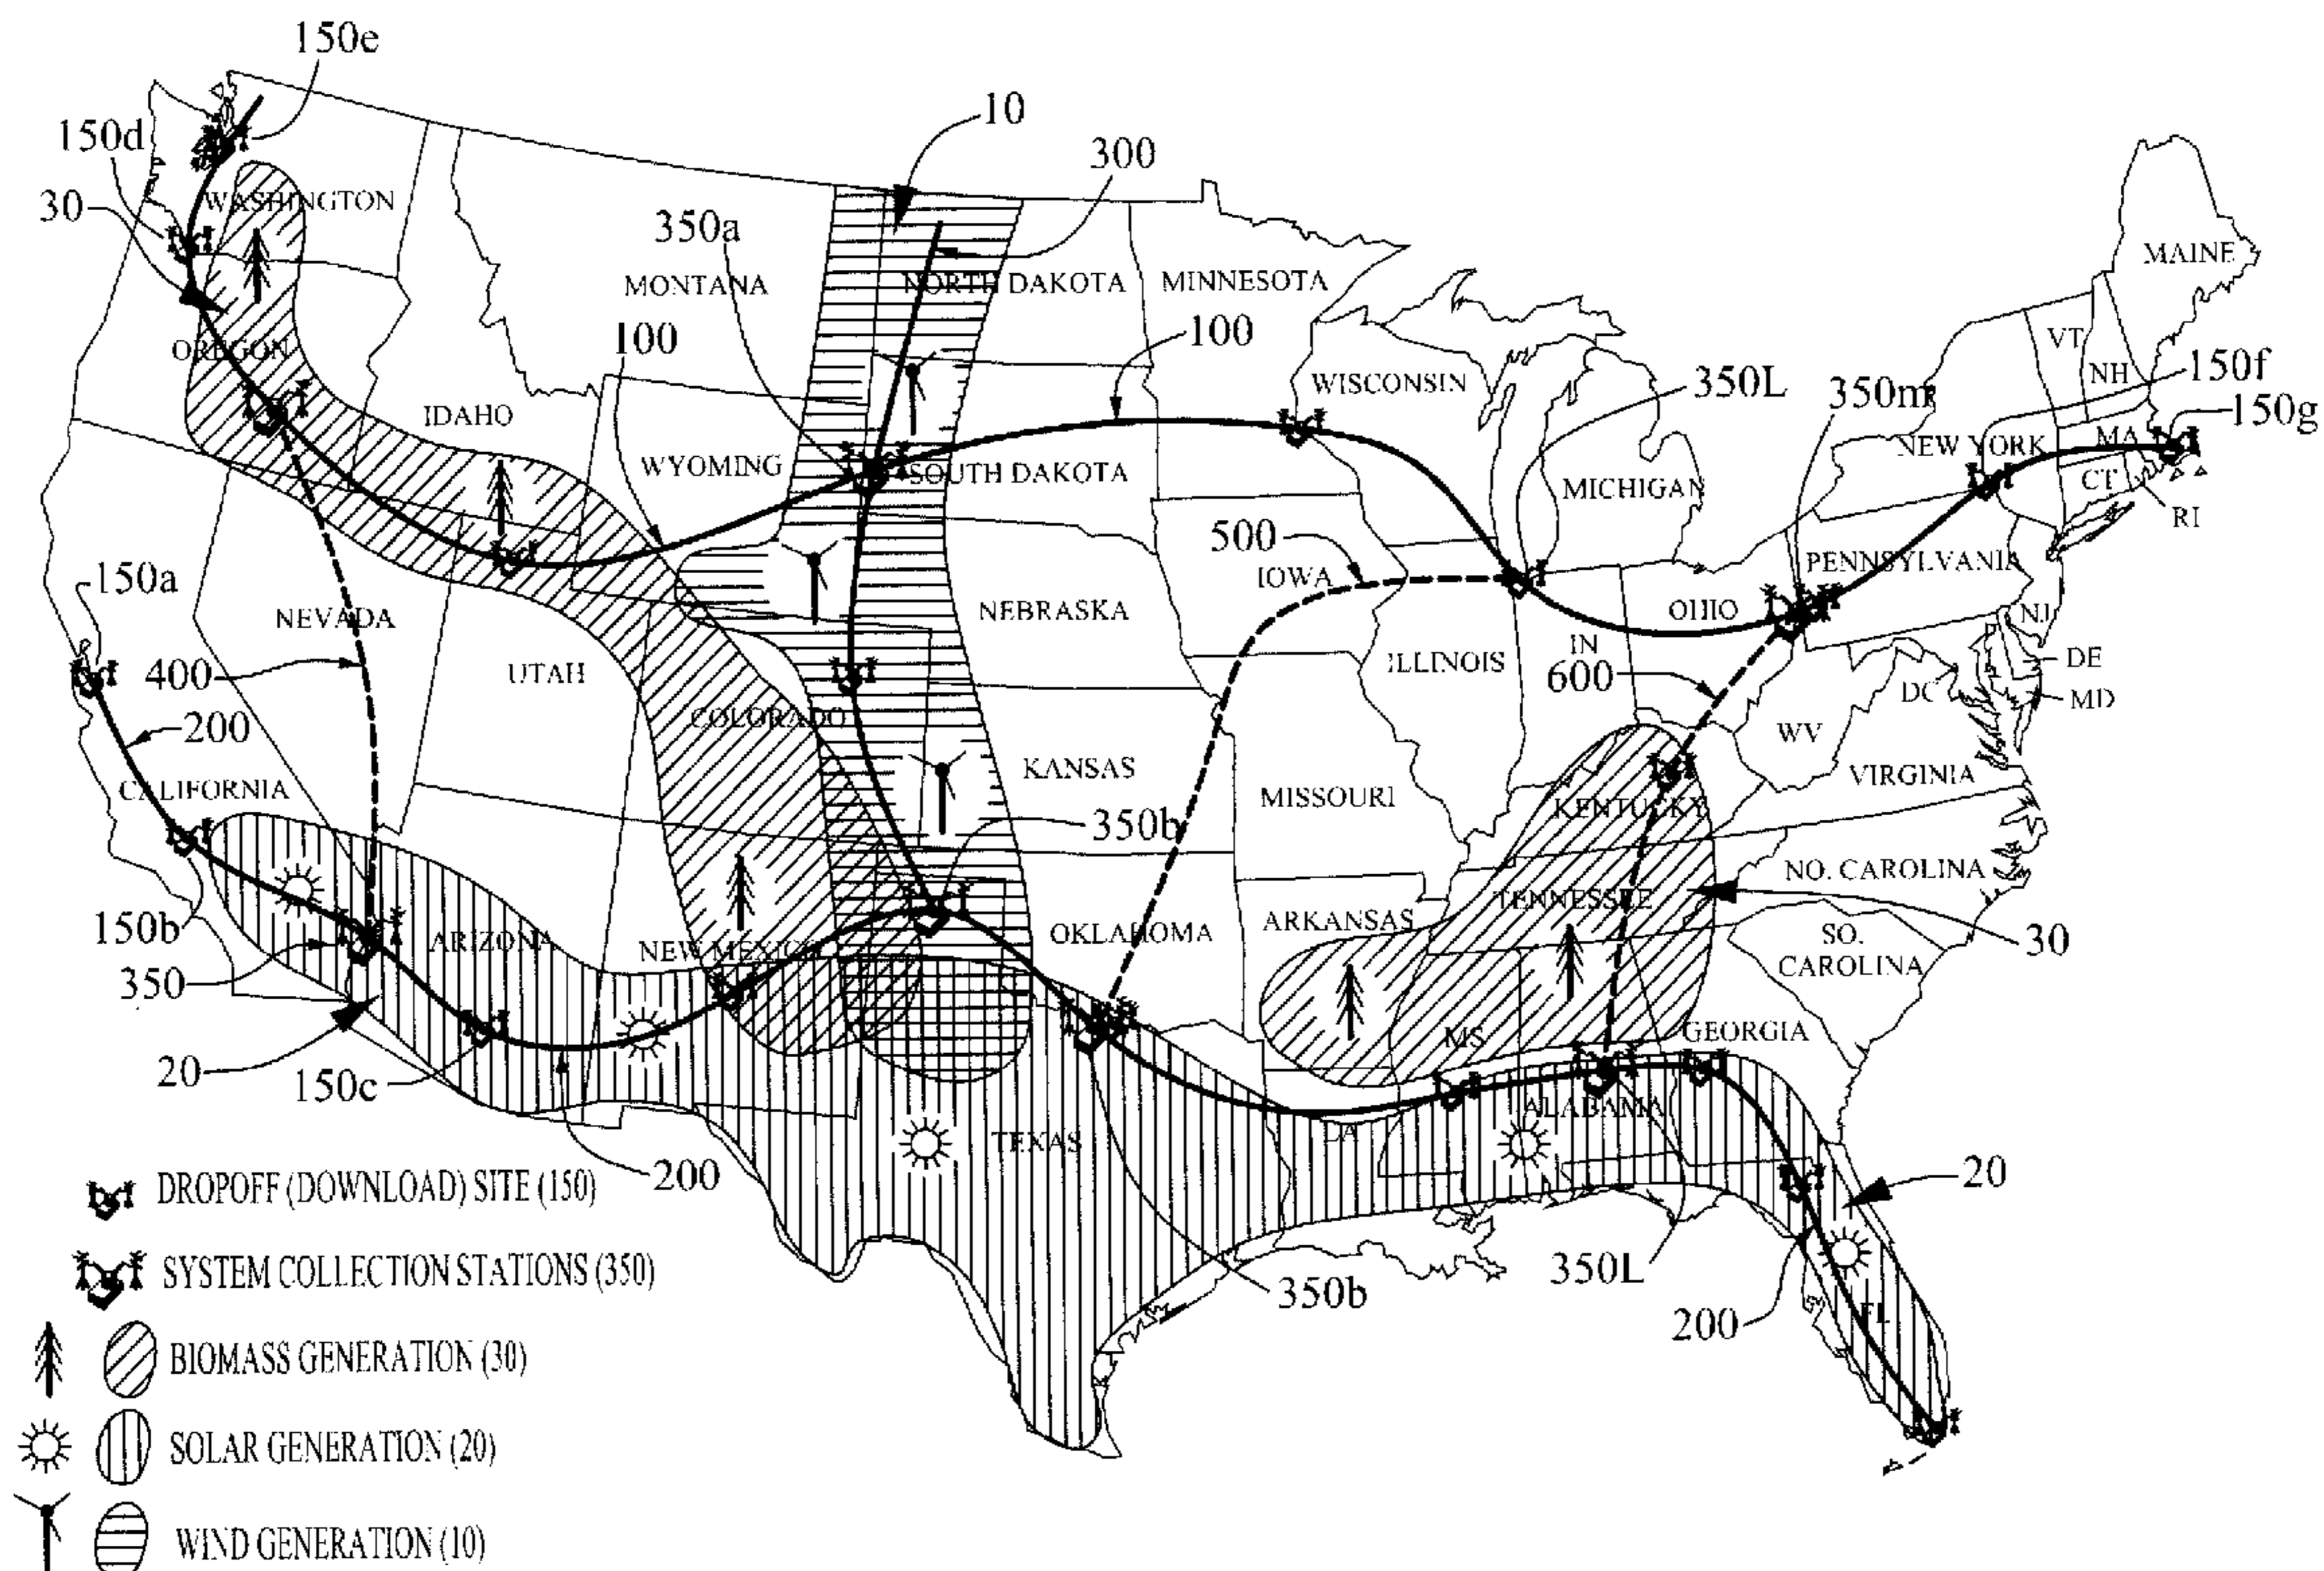 150e
10
150d
300
30
WASHINGTON
350a
MAINE
MONTANA
NORTH DAKOTA
MINNESOTA
100
100
VT
OREGON
NH
150f
WISCONSIN
350L
350m
IDAHO
150g
NEW YORK
MA
WYOMING
SOUTH DAKOTA
CT
MICHIGAN
RI
500
IOWA
PENNSYLVANIA
150a
NEBRASKA
OHIO
NJ
NEVADA
IN
ILLINOIS
DE
400
UTAH
600
DC
MD
200
COLORADO
WV
KANSAS
VIRGINIA
CALIFORNIA
MISSOURI
KENTUCKY
350b
NO. CAROLINA
TENNESSEE
150b
ARIZONA
NEW MEXICO
OKLAHOMA
ARKANSAS
SO.
CAROLINA
30
350
MS
GEORGIA
20
150c
ALABAMA
LA
TEXAS
200
20
DROPOFF (DOWNLOAD) SITE (150)
350L
SYSTEM COLLECTION STATIONS (350)
350b
200
FL
BIOMASS GENERATION (30)
SOLAR GENERATION (20)
WIND GENERATION (10)